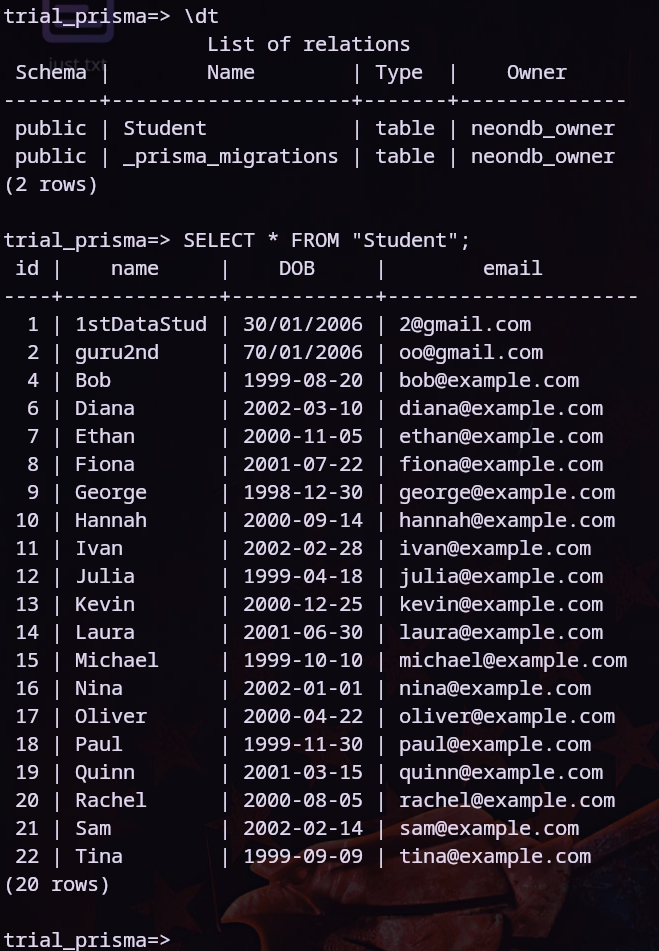 trial_prisma=> \dt
just.txt
List of relations
Schema | Name | Type | Owner
--------+-------------------+-------+--------------
public | Student | table | neondb_owner
public | _prisma_migrations | table | neondb_owner
(2 rows)
trial_prisma=> SELECT * FROM "Student";
id | name | DOB | email
----+-------------+------------+---------------------
1 | 1stDataStud | 30/01/2006 | 2@gmail.com
2 | guru2nd | 70/01/2006 | oo@gmail.com
4 | Bob | 1999-08-20 | bob@example.com
6 | Diana | 2002-03-10 | diana@example.com
7 | Ethan | 2000-11-05 | ethan@example.com
8 | Fiona | 2001-07-22 | fiona@example.com
9 | George | 1998-12-30 | george@example.com
10 | Hannah | 2000-09-14 | hannah@example.com
11 | Ivan | 2002-02-28 | ivan@example.com
12 | Julia | 1999-04-18 | julia@example.com
13 | Kevin | 2000-12-25 | kevin@example.com
14 | Laura | 2001-06-30 | laura@example.com
15 | Michael | 1999-10-10 | michael@example.com
16 | Nina | 2002-01-01 | nina@example.com
17 | Oliver | 2000-04-22 | oliver@example.com
18 | Paul | 1999-11-30 | paul@example.com
19 | Quinn | 2001-03-15 | quinn@example.com
20 | Rachel | 2000-08-05 | rachel@example.com
21 | Sam | 2002-02-14 | sam@example.com
22 | Tina | 1999-09-09 | tina@example.com
(20 rows)
trial_prisma=>